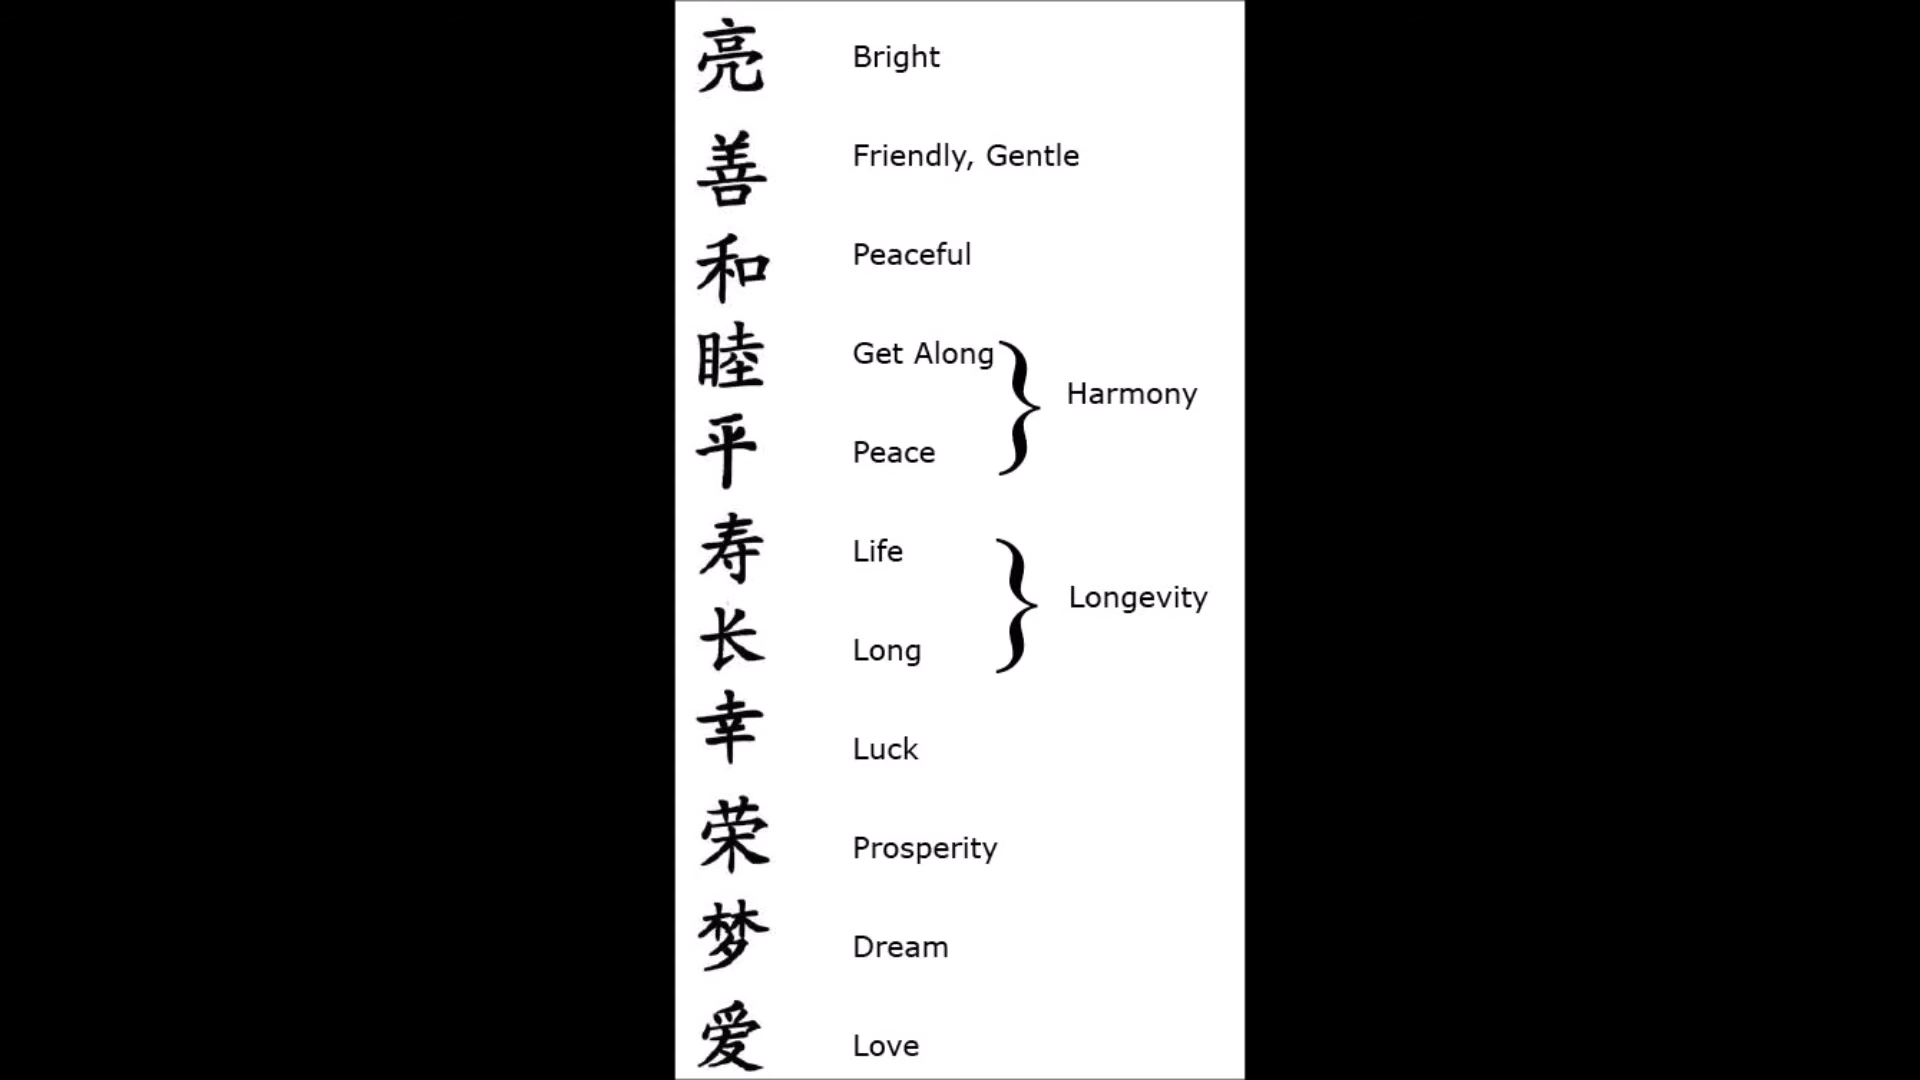 亮 Bright
善 Friendly, Gentle
和 Peaceful
睦 Get Along
Harmony
平 Peace
寿 Life
Longevity
长 Long
幸 Luck
荣 Prosperity
梦 Dream
爱 Love